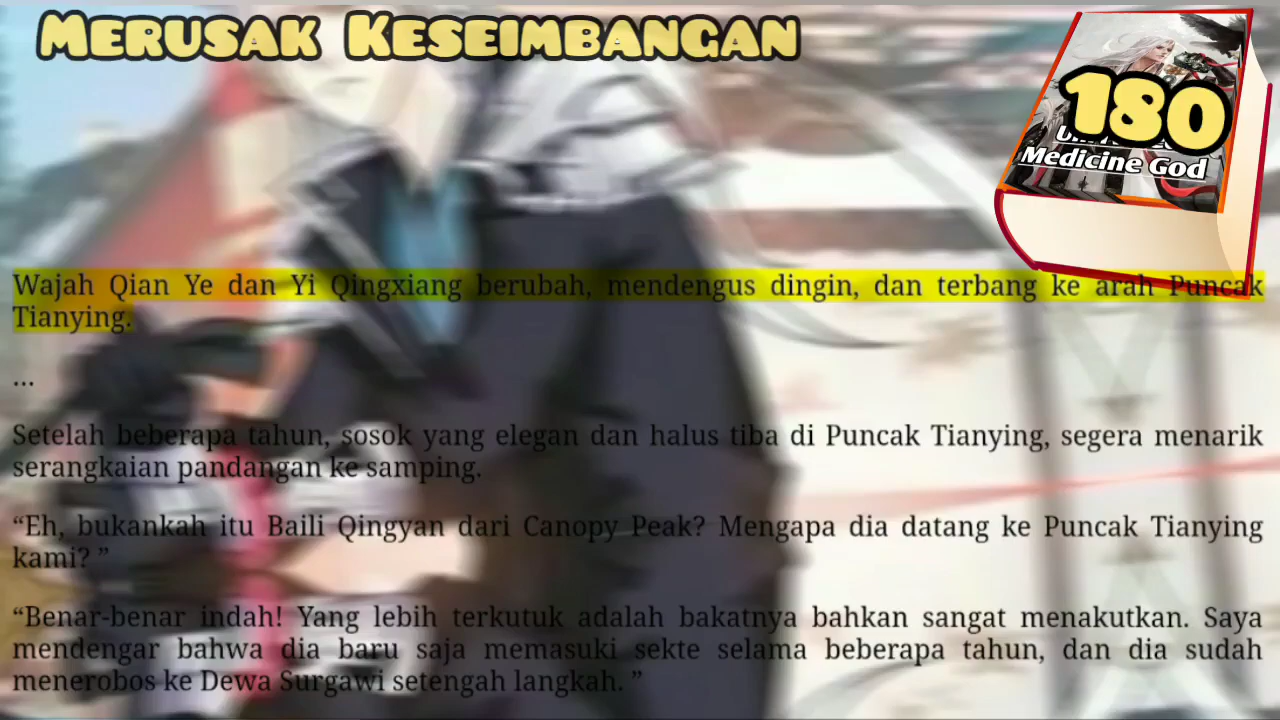 MERUSAK KESEIMBANGAN
180
Medicine God
Wajah Qian Ye dan Yi Qingxiang berubah, mendengus dingin, dan terbang ke arah Puncak
Tianying.
...
Setelah beberapa tahun, sosok yang elegan dan halus tiba di Puncak Tianying, segera menarik
serangkaian pandangan ke samping.
“Eh, bukankah itu Baili Qingyan dari Canopy Peak? Mengapa dia datang ke Puncak Tianying
kami? ”
“Benar-benar indah! Yang lebih terkutuk adalah bakatnya bahkan sangat menakutkan. Saya
mendengar bahwa dia baru saja memasuki sekte selama beberapa tahun, dan dia sudah
menerobos ke Dewa Surgawi setengah langkah. ”